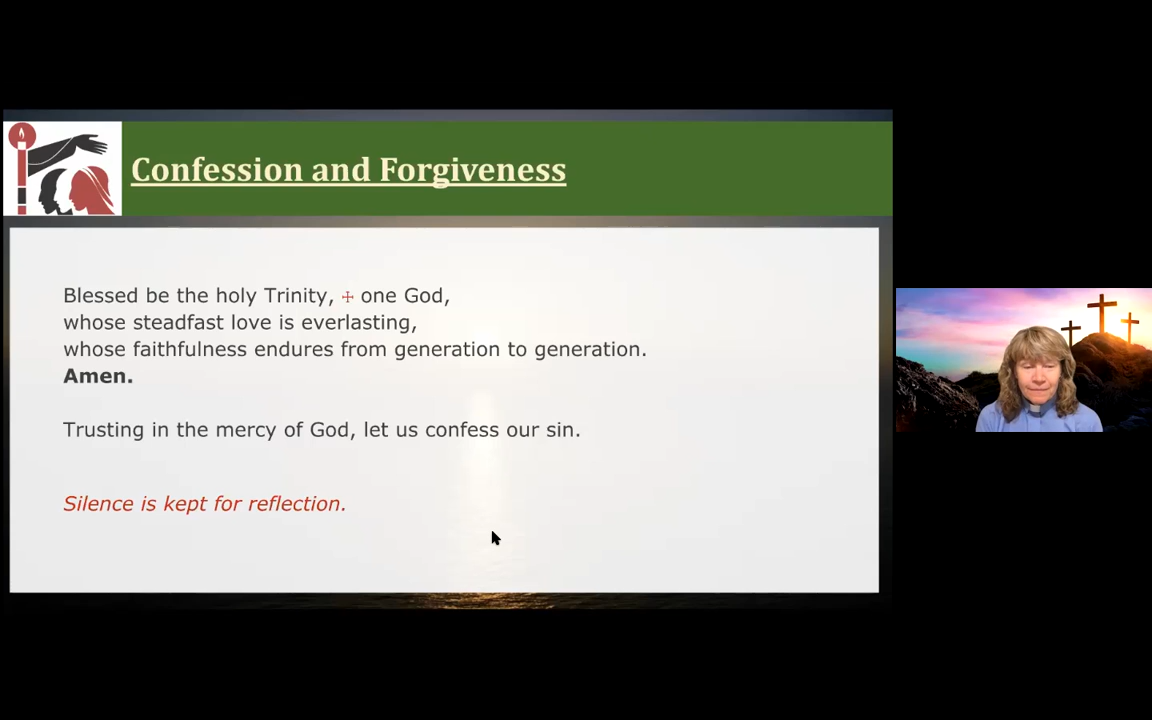 Confession and Forgiveness
Blessed be the holy Trinity, ☩ one God,
whose steadfast love is everlasting,
whose faithfulness endures from generation to generation.
Amen.
Trusting in the mercy of God, let us confess our sin.
Silence is kept for reflection.